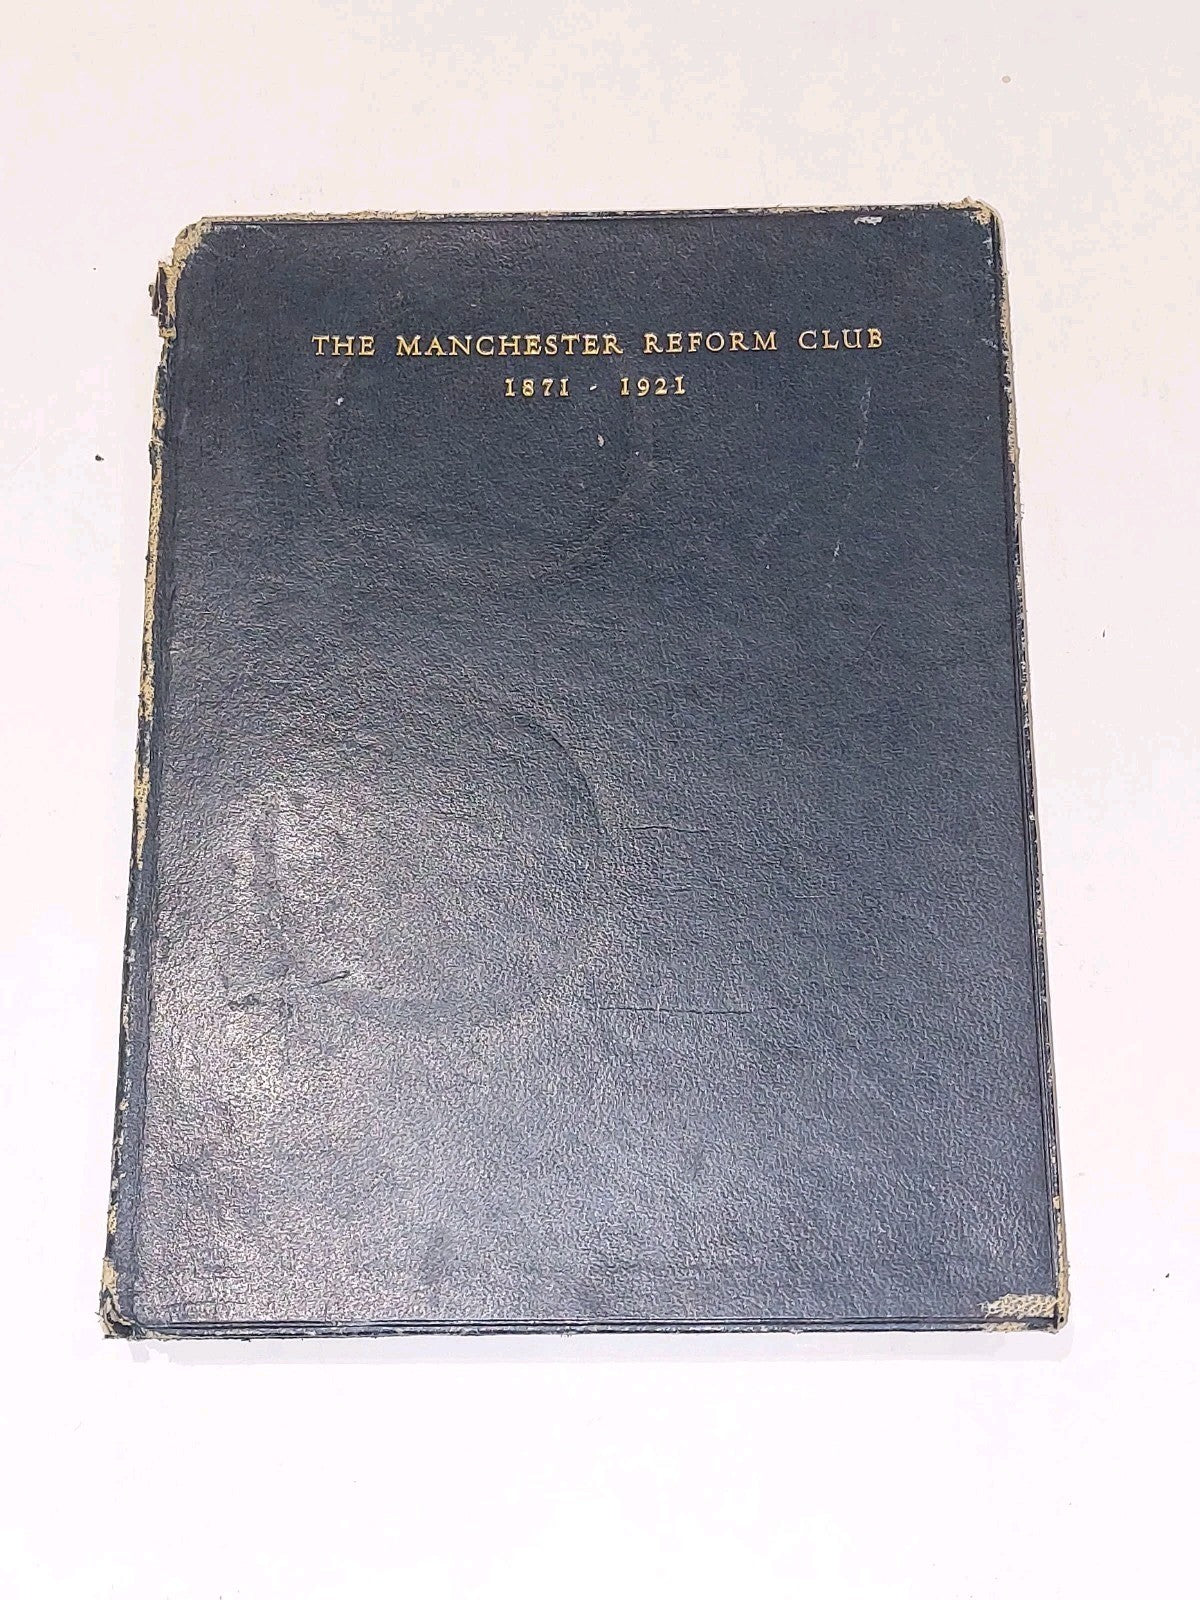 THE MANCHESTER REFORM CLUB
1871 - 1921